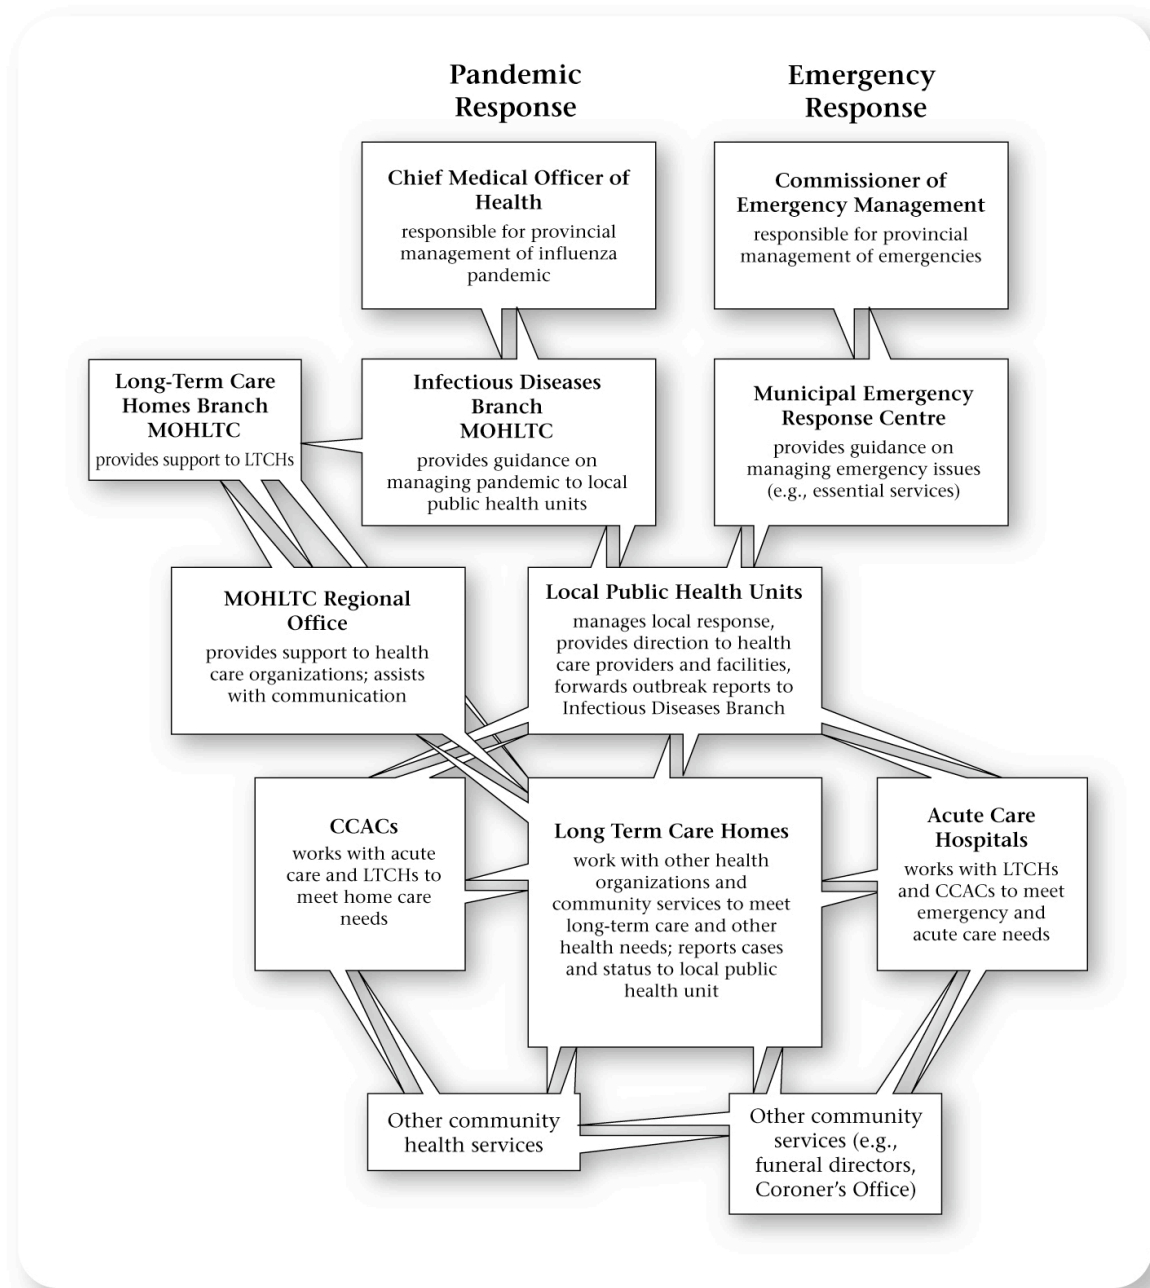 Pandemic
Response
Emergency
Response
Chief Medical Officer of
Health
responsible for provincial
management of influenza
pandemic
Commissioner of
Emergency Management
responsible for provincial
management of emergencies
Long-Term Care
Homes Branch
MOHLTC
provides support to LTCHs
Infectious Diseases
Branch
MOHLTC
provides guidance on
managing pandemic to local
public health units
Municipal Emergency
Response Centre
provides guidance on
managing emergency issues
(e.g., essential services)
MOHLTC Regional
Office
provides support to health
care organizations; assists
with communication
Local Public Health Units
manages local response,
provides direction to health
care providers and facilities,
forwards outbreak reports to
Infectious Diseases Branch
CCACs
works with acute
care and LTCHs to
meet home care
needs
Long Term Care Homes
work with other health
organizations and
community services to meet
long-term care and other
health needs; reports cases
and status to local public
health unit
Acute Care
Hospitals
works with LTCHs
and CCACs to meet
emergency and
acute care needs
Other community
health services
Other community
services (e.g.,
funeral directors,
Coroner's Office)